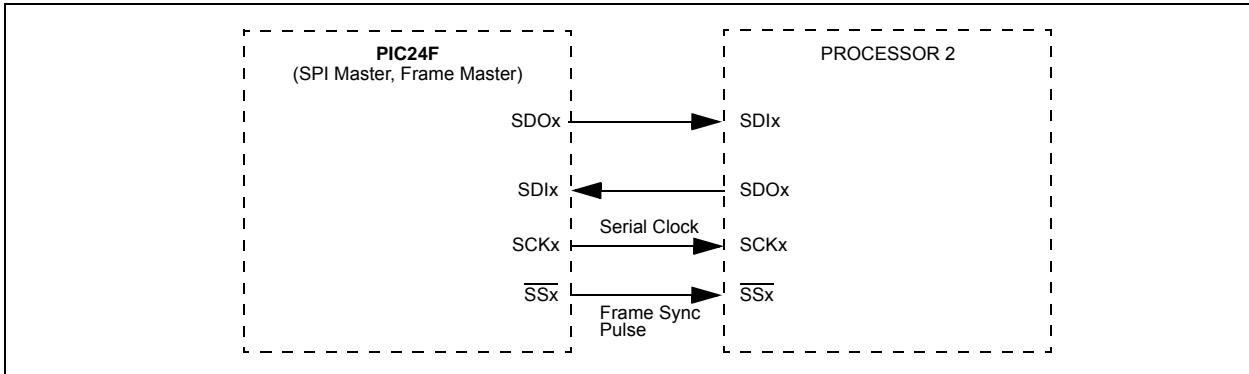 PIC24F
(SPI Master, Frame Master)
PROCESSOR 2
SDOx
SDIx
SDIx
SDOx
Serial Clock
SCKx
SCKx
SSx
SSx
Frame Sync
Pulse